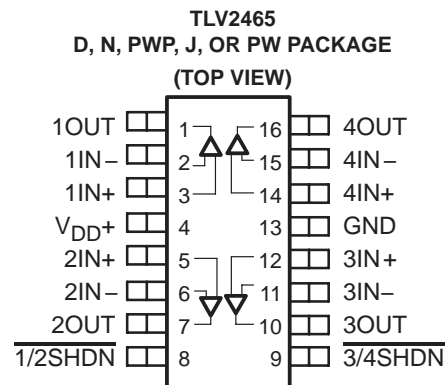 TLV2465
D, N, PWP, J, OR PW PACKAGE
(TOP VIEW)
1OUT 1 16 4OUT
1IN− 2 15 4IN−
1IN+ 3 14 4IN+
VDD+ 4 13 GND
2IN+ 5 12 3IN+
2IN− 6 11 3IN−
2OUT 7 10 3OUT
1/2SHDN 8 9 3/4SHDN